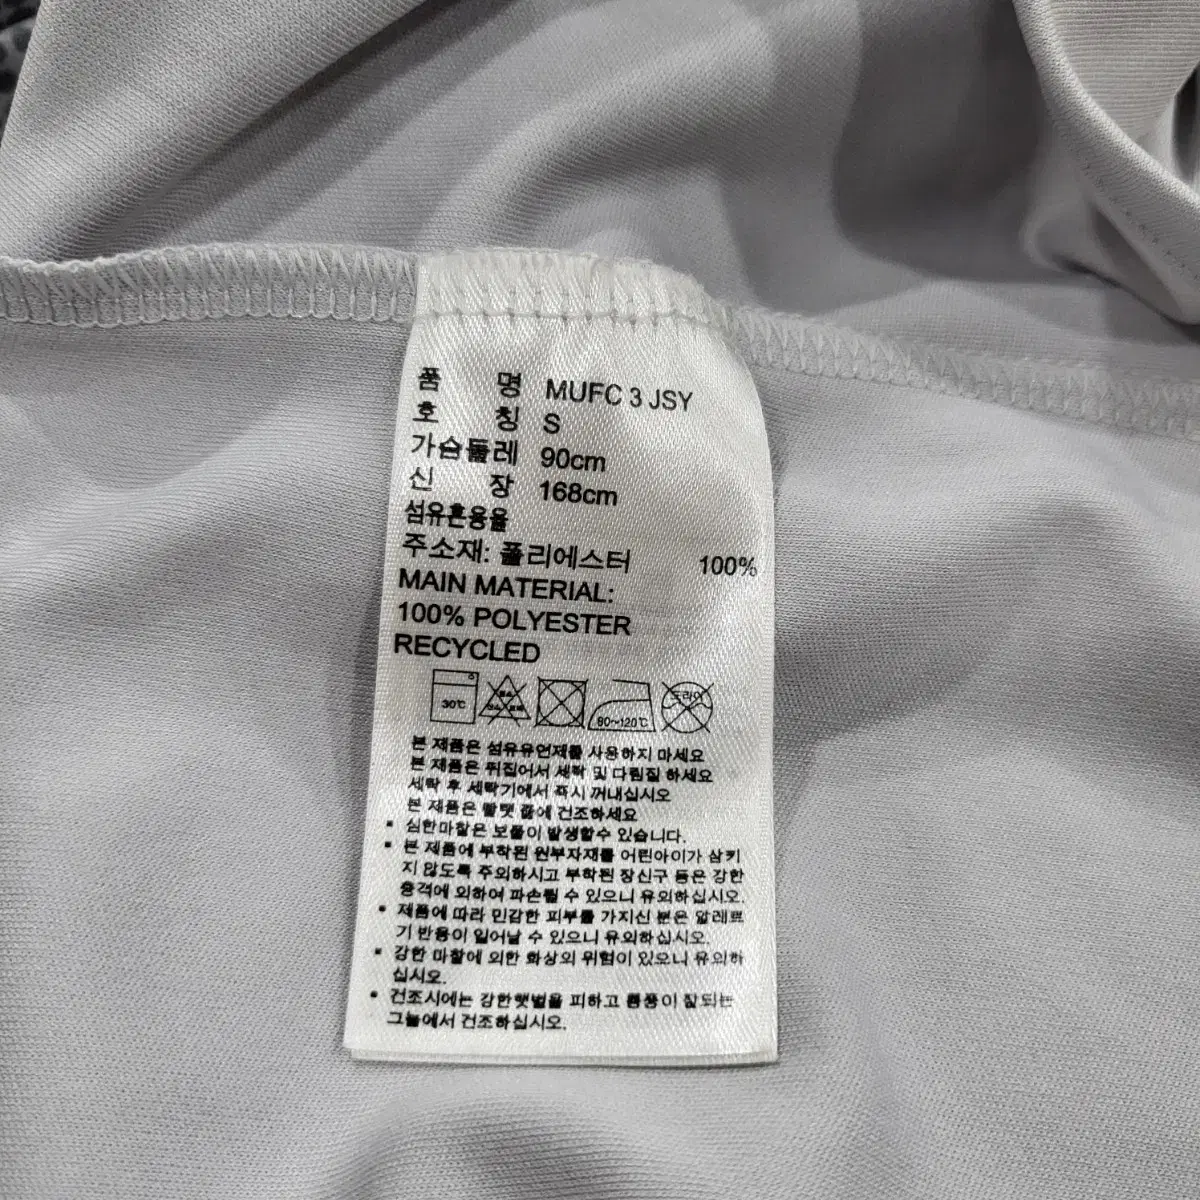 품 명 MUFC 3 JSY
호 칭 S
가슴둘레 90cm
신 장 168cm
섬유혼용율
주소재: 폴리에스터 100%
MAIN MATERIAL:
100% POLYESTER
RECYCLED
30℃ 80~120℃ 드라이
본 제품은 섬유유연제를 사용하지 마세요
본 제품은 뒤집어서 세탁 및 다림질 하세요
세탁 후 세탁기에서 즉시 꺼내십시오
본 제품은 빨랫 줄에 건조하세요
▪ 심한마찰은 보풀이 발생할수 있습니다.
▪ 본 제품에 부착된 원부자재를 어린아이가 삼키
지 않도록 주의하시고 부착된 장신구 등은 강한
충격에 의하여 파손될 수 있으니 유의하십시오.
▪ 제품에 따라 민감한 피부를 가지신 분은 알레르
기 반응이 일어날 수 있으니 유의하십시오.
▪ 강한 마찰에 의한 화상의 위험이 있으니 유의하
십시오.
▪ 건조시에는 강한햇볕을 피하고 통풍이 잘되는
그늘에서 건조하십시오.